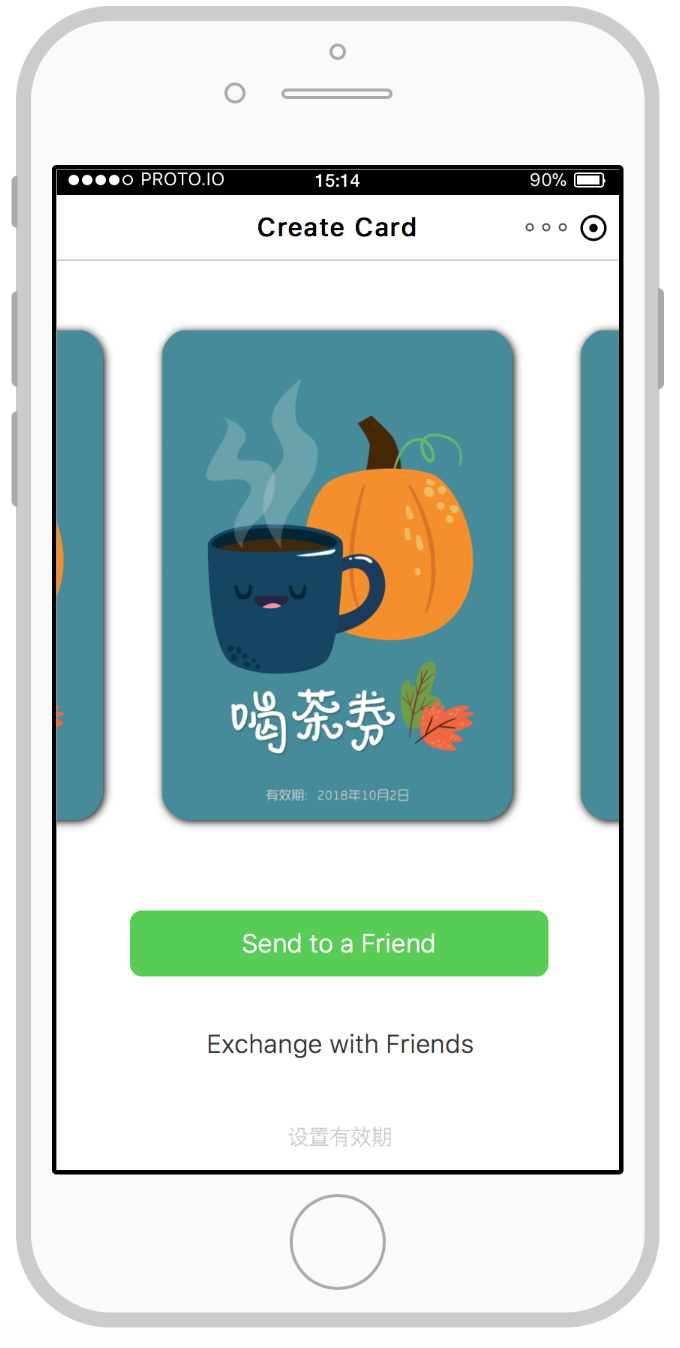 PROTO.IO 15:14 90%
Create Card
喝茶券
有效期: 2018年10月2日
Send to a Friend
Exchange with Friends
设置有效期